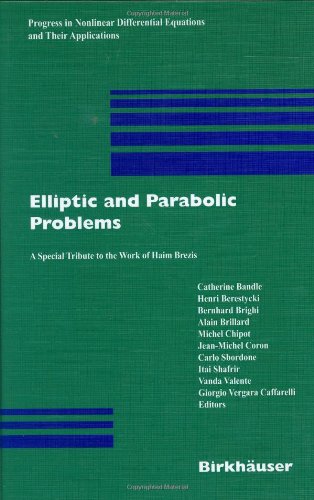 Progress in Nonlinear Differential Equations
and Their Applications
Elliptic and Parabolic
Problems
A Special Tribute to the Work of Haim Brezis
Catherine Bandle
Henri Berestycki
Bernhard Brighi
Alain Brillard
Michel Chipot
Jean-Michel Coron
Carlo Sbordone
Itai Shafrir
Vanda Valente
Giorgio Vergara Caffarelli
Editors
Birkhäuser